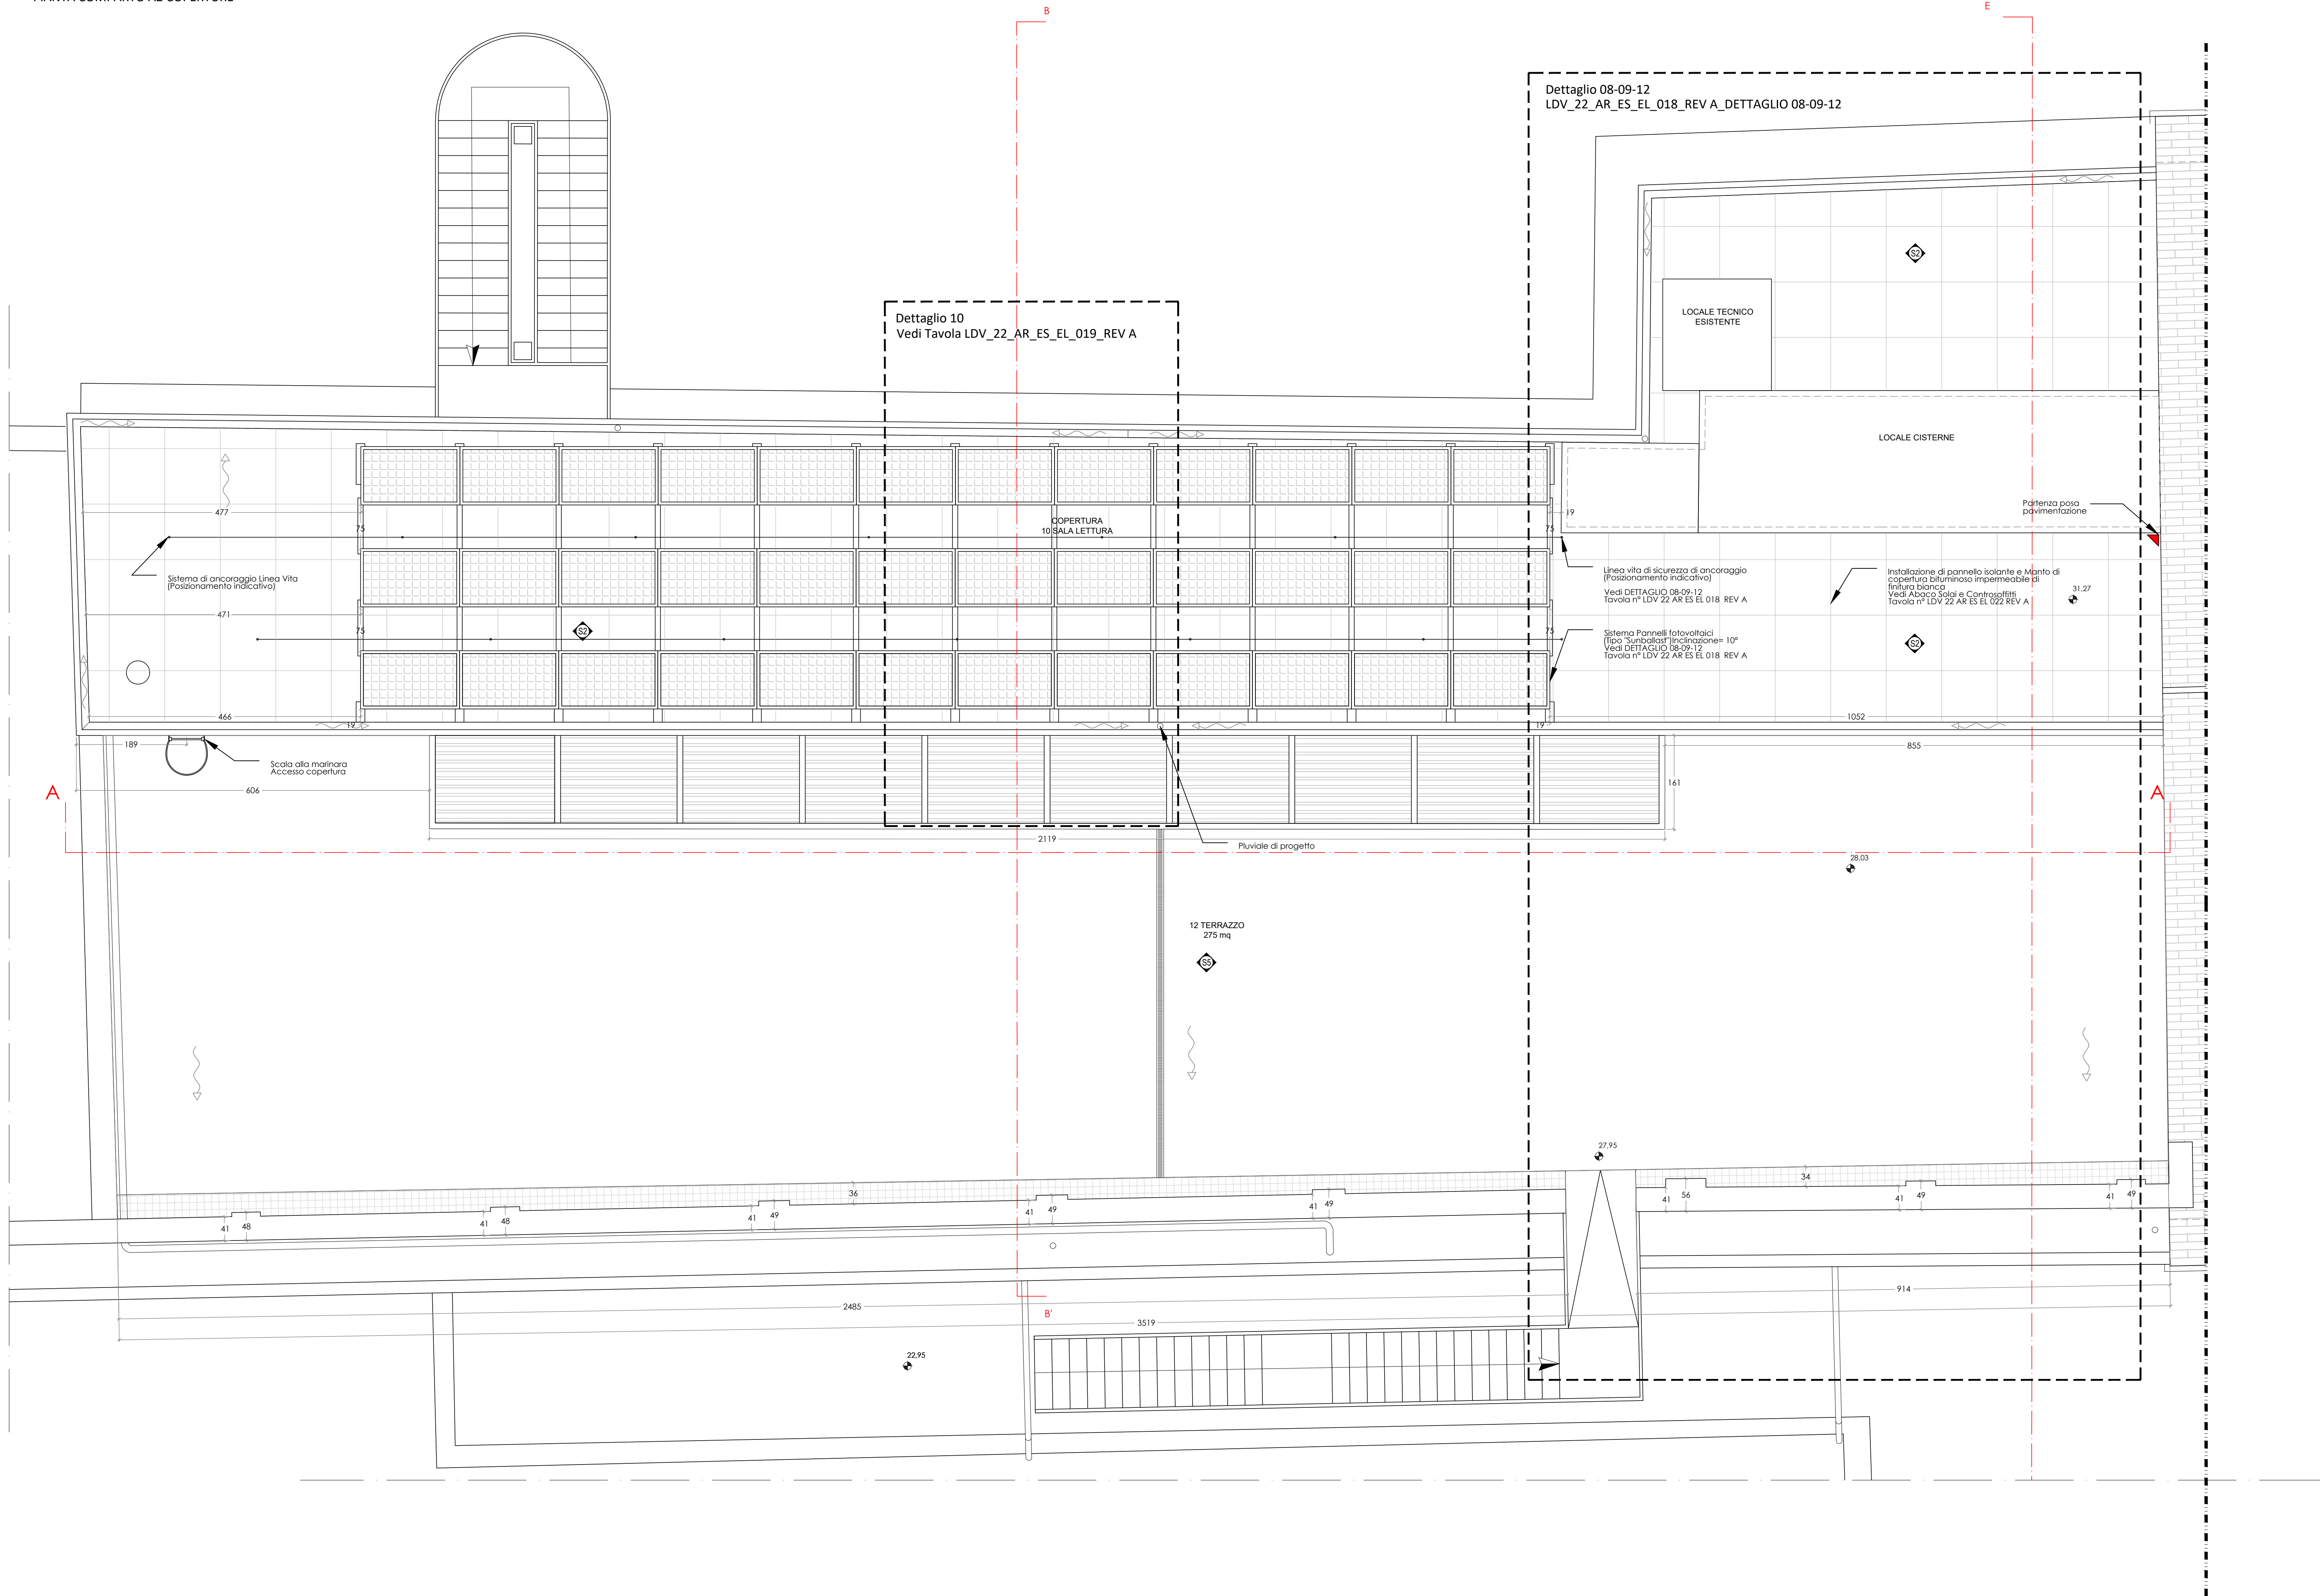 B
E
Dettaglio 08-09-12
LDV_22_AR_ES_EL_018_REV A_DETTAGLIO 08-09-12
S2
LOCALE TECNICO
ESISTENTE
Dettaglio 10
Vedi Tavola LDV_22_AR_ES_EL_019_REV A
LOCALE CISTERNE
Partenza posa
pavimentazione
477
75
COPERTURA
10 SALA LETTURA
75
19
Sistema di ancoraggio Linea Vita
(Posizionamento indicativo)
Linea vita di sicurezza di ancoraggio
(Posizionamento indicativo)
Vedi DETTAGLIO 08-09-12
Tavola n° LDV 22 AR ES EL 018 REV A
Installazione di pannello isolante e Manto di
copertura bituminoso impermeabile di
finitura bianca
Vedi Abaco Solai e Controsoffitti
Tavola n° LDV 22 AR ES EL 022 REV A
31,27
471
75
S2
75
Sistema Pannelli fotovoltaici
(Tipo "Sunballast")Inclinazione= 10°
Vedi DETTAGLIO 08-09-12
Tavola n° LDV 22 AR ES EL 018 REV A
S2
466
19
19
1052
189
855
Scala alla marinara
Accesso copertura
161
606
A
A
2119
Pluviale di progetto
28.03
12 TERRAZZO
275 mq
S5
27,95
36
34
41
48
41
48
41
49
41
49
41
49
41
56
41
49
41
49
914
2485
B'
3519
22,95